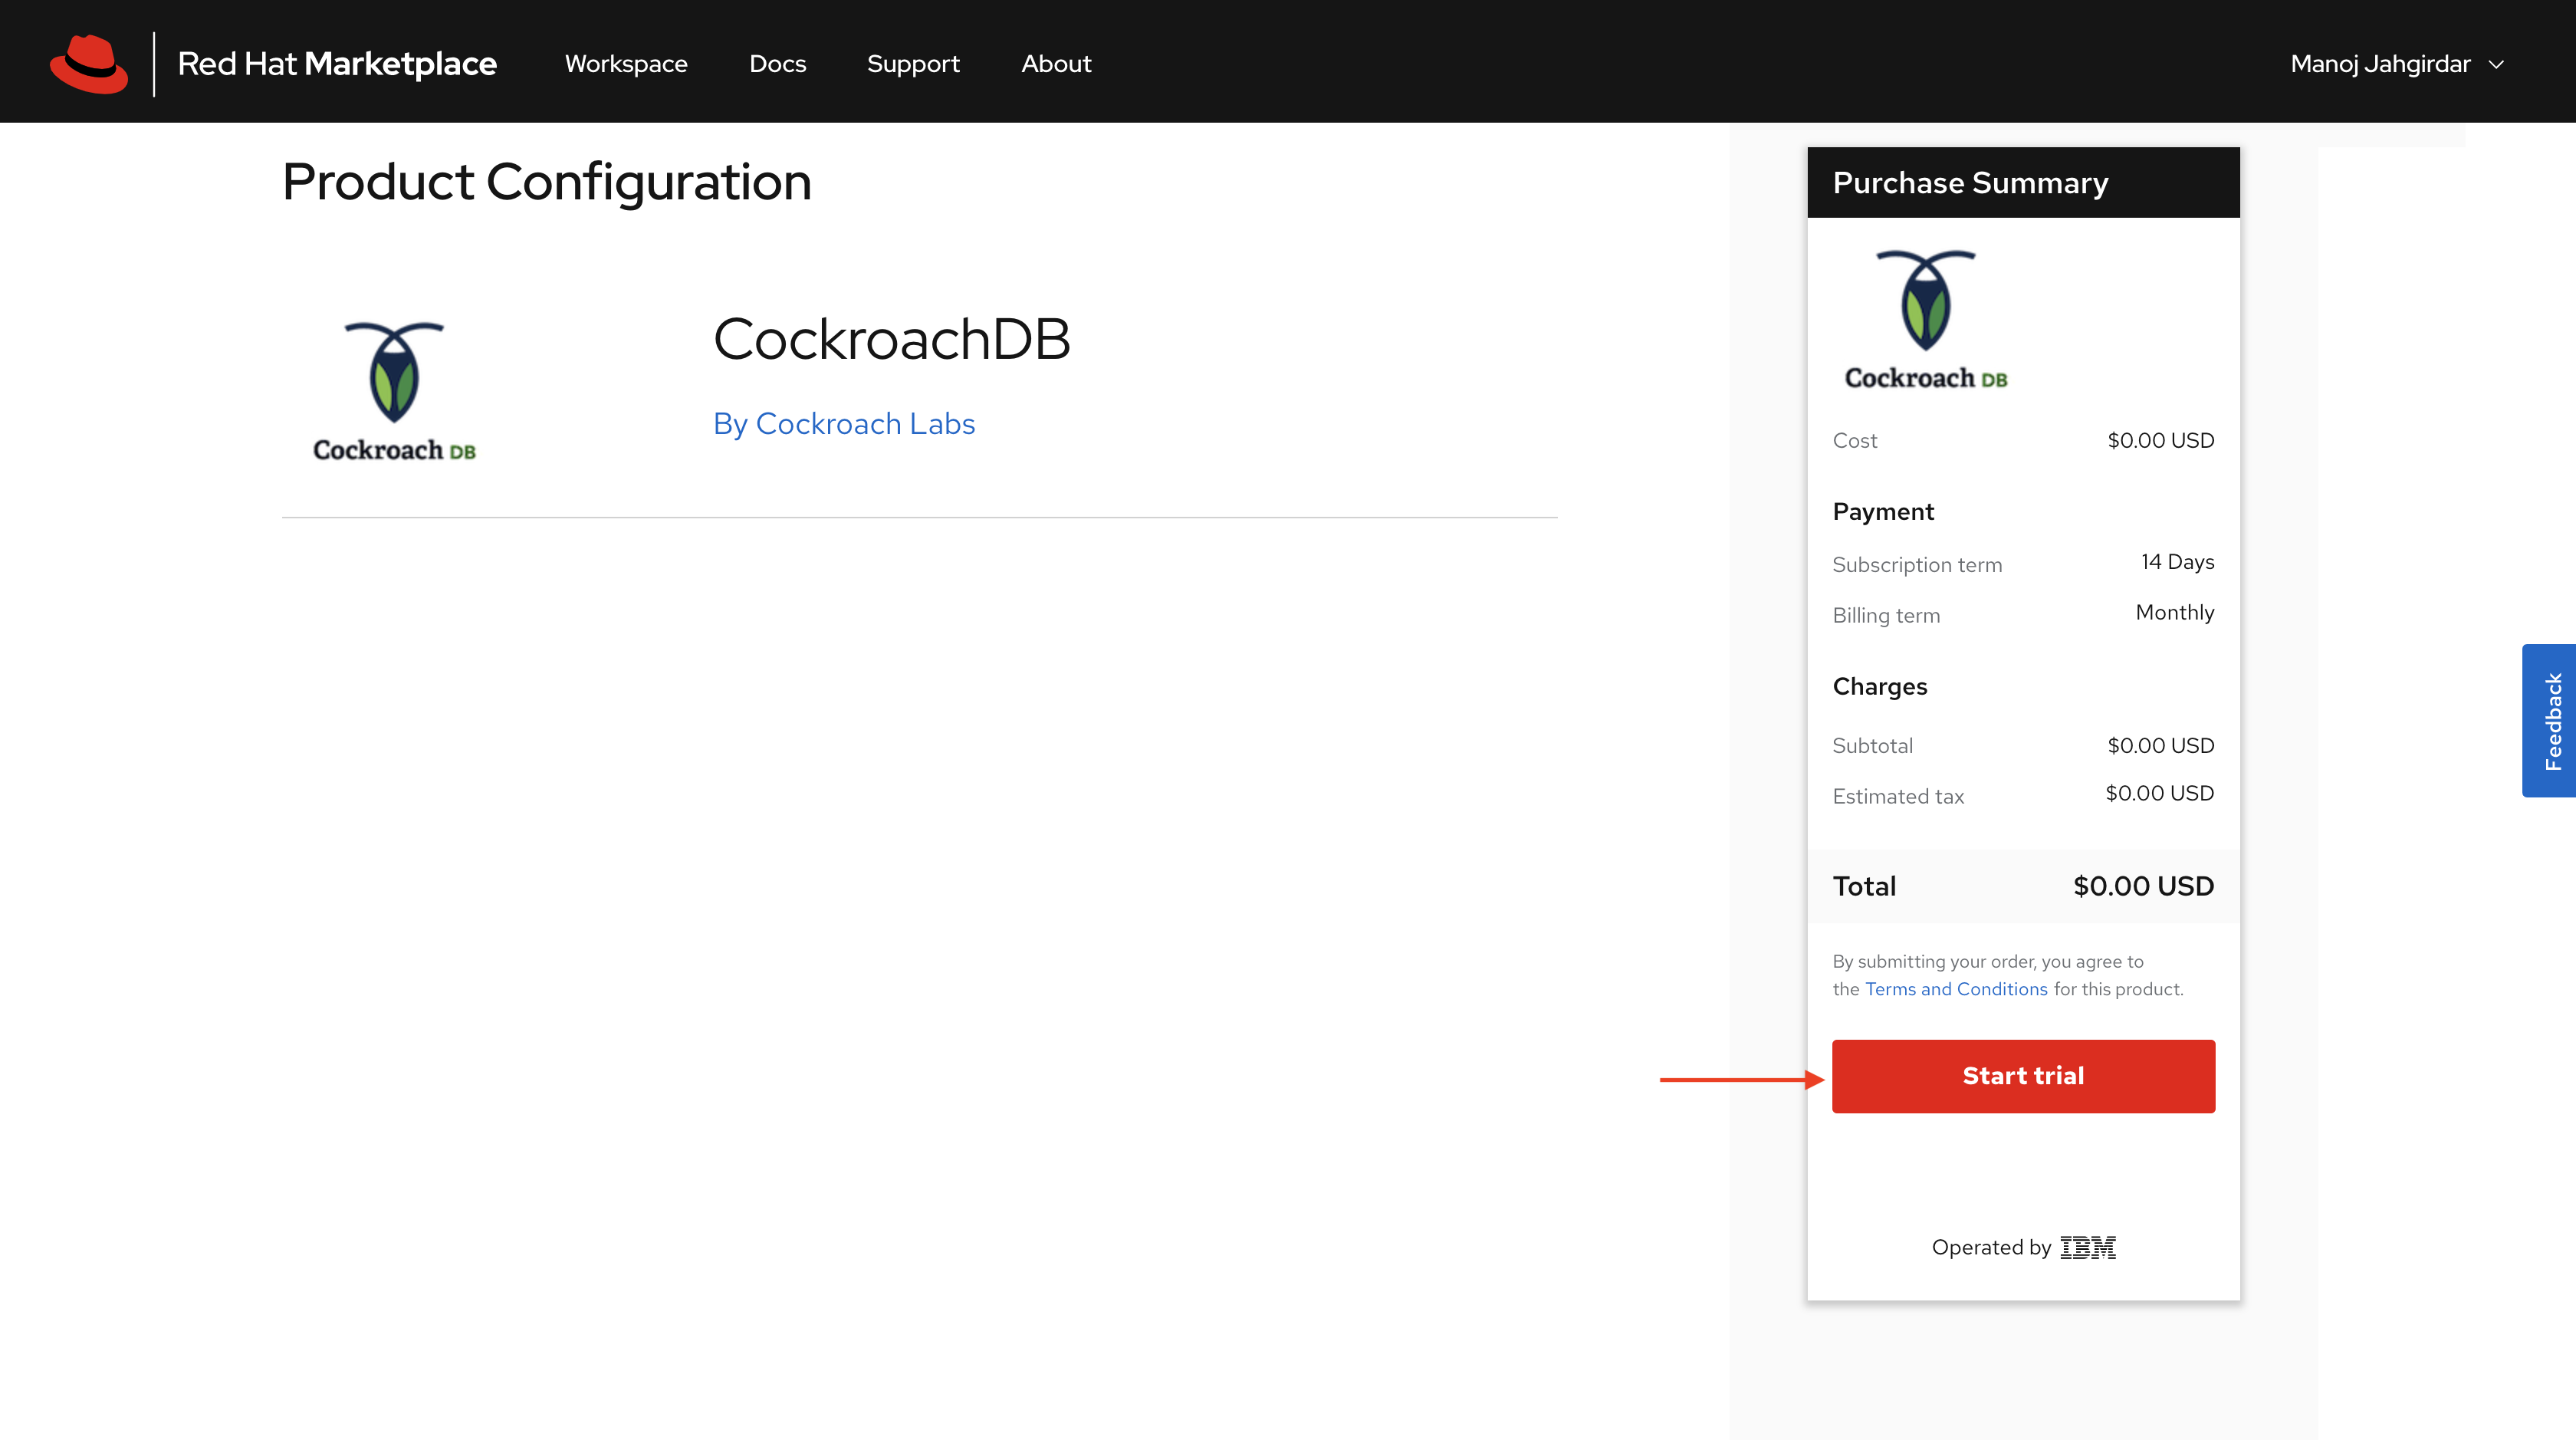 Red Hat Marketplace Workspace Docs Support About Manoj Jahgirdar
Product Configuration
Cockroach DB
CockroachDB
By Cockroach Labs
Purchase Summary
Cockroach DB
Cost $0.00 USD
Payment
Subscription term 14 Days
Billing term Monthly
Charges
Subtotal $0.00 USD
Estimated tax $0.00 USD
Total $0.00 USD
By submitting your order, you agree to
the Terms and Conditions for this product.
Start trial
Operated by IBM
Feedback